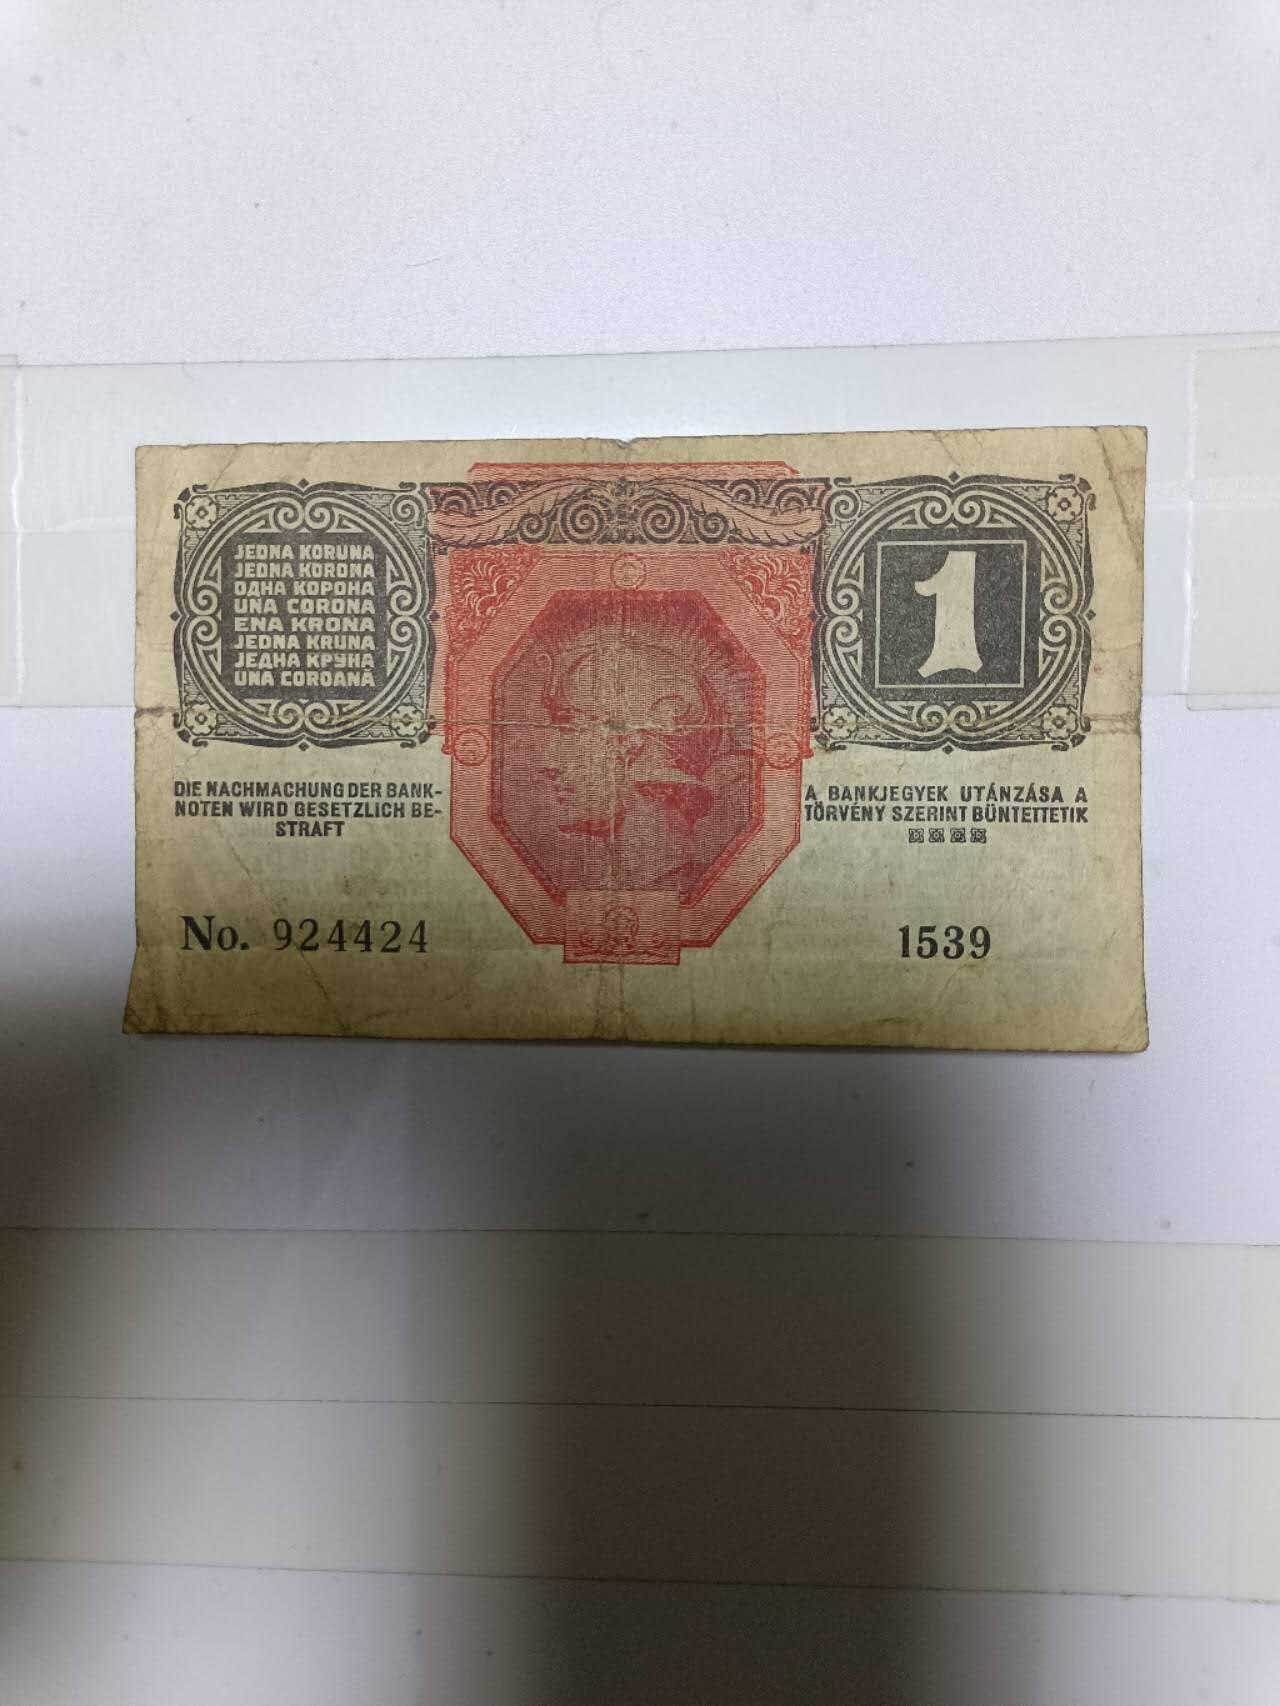 JEDNA KORUNA
JEDNA KORONA
ОДНА КОРОНА
UNA CORONA
ENA KRONA
JEDNA KRUNA
ЈЕДНА КРУНА
UNA COROANĂ
1
DIE NACHMACHUNG DER BANK-
NOTEN WIRD GESETZLICH BE-
STRAFT
A BANKJEGYEK UTÁNZÁSA A
TÖRVÉNY SZERINT BÜNTETTETIK
No. 924424
1539